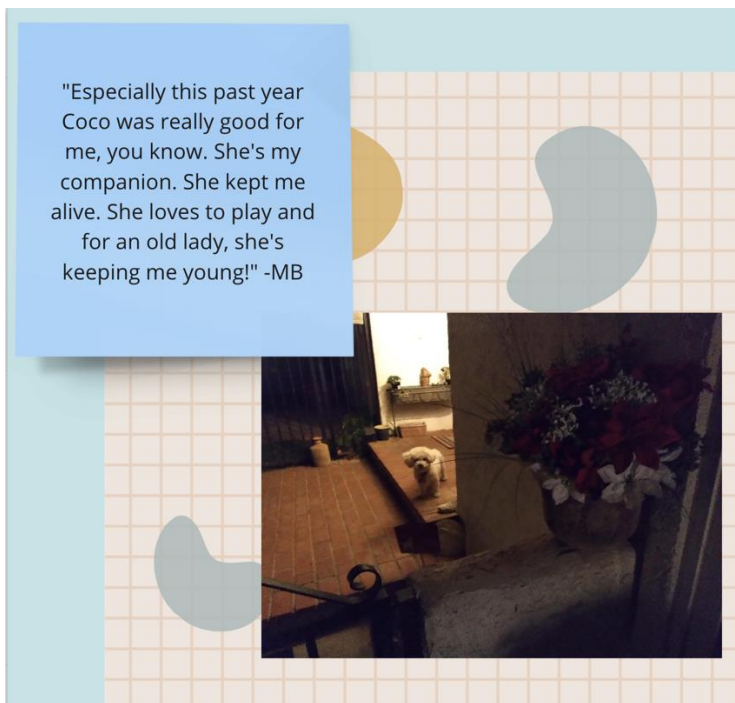 "Especially this past year
Coco was really good for
me, you know. She's my
companion. She kept me
alive. She loves to play and
for an old lady, she's
keeping me young!" -MB